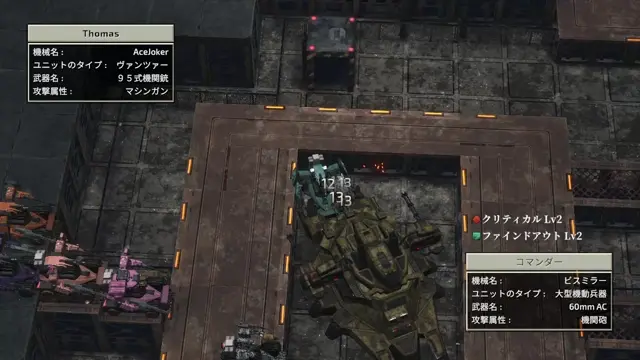 Thomas
機械名： AceJoker
ユニットのタイプ： ヴァンツァー
武器名： ９５式機関銃
攻撃属性： マシンガン
12 13
13 3
クリティカル Lv2
ファインドアウト Lv2
コマンダー
機械名： ビスミラー
ユニットのタイプ： 大型機動兵器
武器名： 60mm AC
攻撃属性： 機関砲